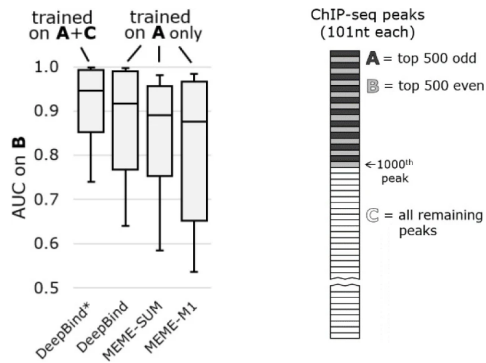 trained
on A+C
trained
on A only
1.0
0.9
0.8
0.7
0.6
0.5
AUC on B
DeepBind*
DeepBind
MEME-SUM
MEME-M1
ChIP-seq peaks
(101nt each)
A = top 500 odd
B = top 500 even
←1000th
peak
C = all remaining
peaks